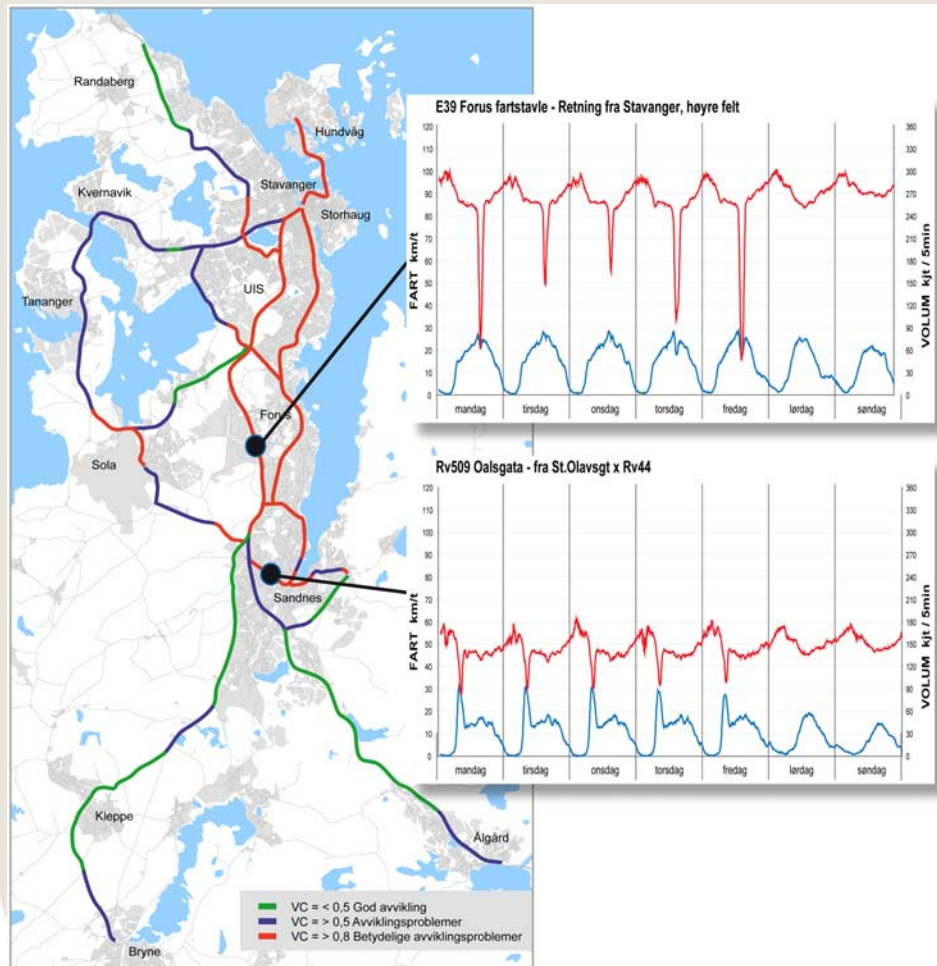 Randaberg
Hundvåg
Kvernavik
Stavanger
Storhaug
UIS
Tananger
Forus
Sola
Sandnes
Kleppe
Ålgård
Bryne
VC = < 0,5 God avvikling
VC = > 0,5 Avviklingsproblemer
VC = > 0,8 Betydelige avviklingsproblemer
E39 Forus fartstavle - Retning fra Stavanger, høyre felt
120
110
100
90
80
70
60
50
40
30
20
10
0
FART km/t
360
330
300
270
240
210
180
150
120
90
60
30
0
VOLUM kjt / 5min
mandag tirsdag onsdag torsdag fredag lørdag søndag
Rv509 Oalsgata - fra St.Olavsgt x Rv44
120
110
100
90
80
70
60
50
40
30
20
10
0
FART km/t
360
330
300
270
240
210
180
150
120
90
60
30
0
VOLUM kjt / 5min
mandag tirsdag onsdag torsdag fredag lørdag søndag